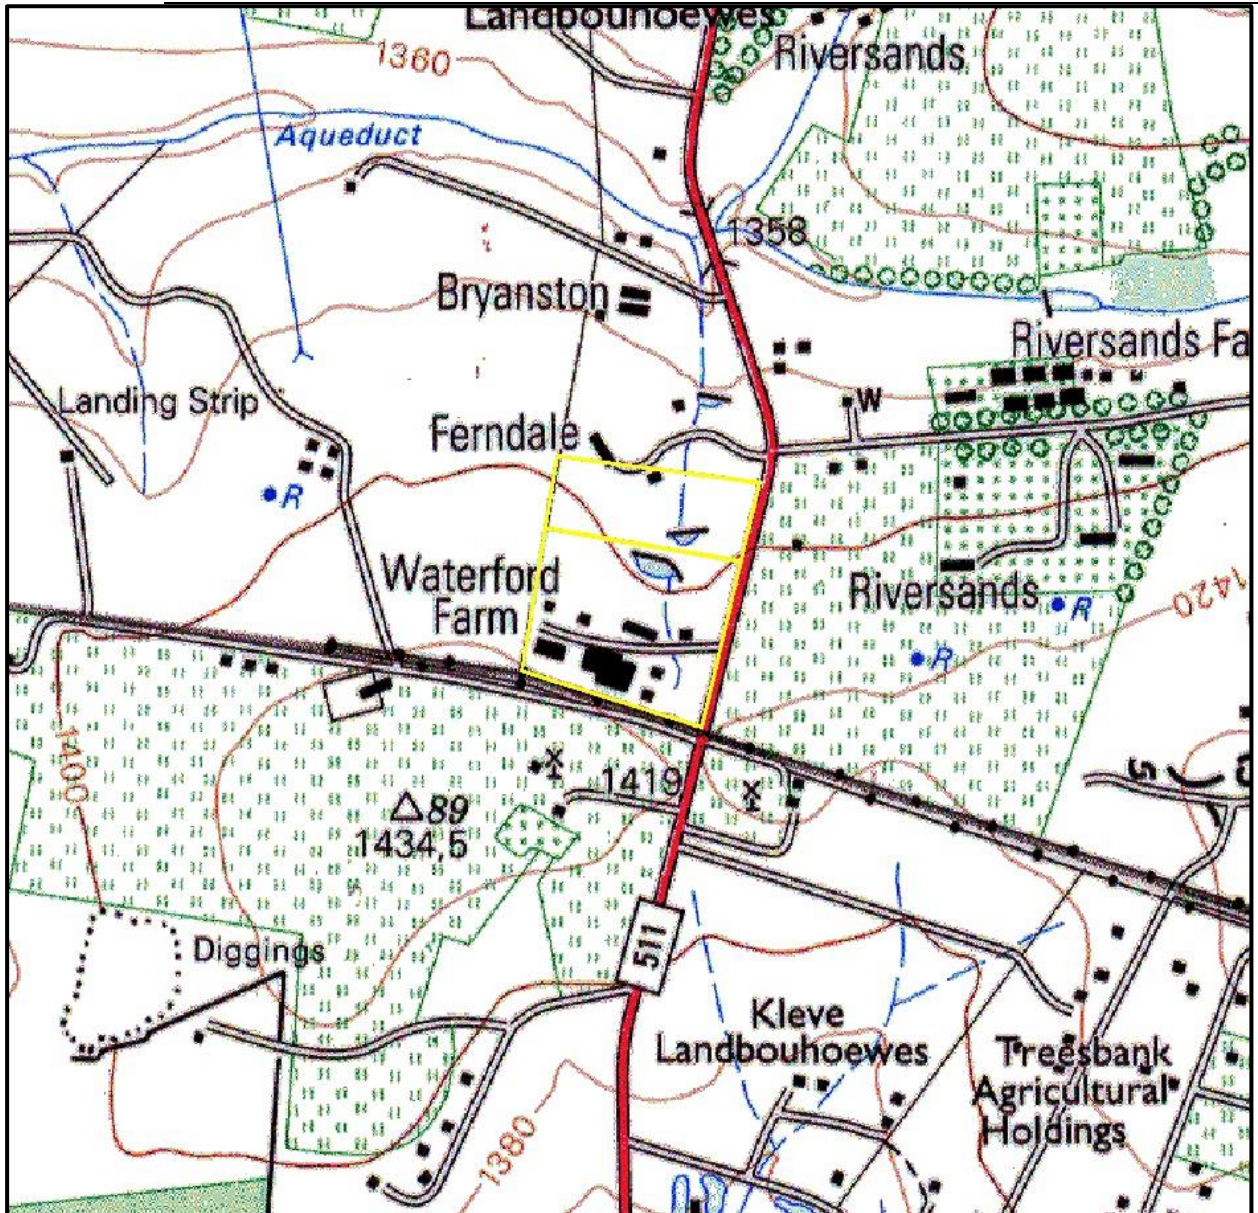 Landbouhoewes
Riversands
1360
Aqueduct
1358
Bryanston
Riversands Fa
Landing Strip
W
Ferndale
R
Waterford
Farm
Riversands
R
1420
R
1400
1419
89
1434,5
511
Diggings
Kleve
Landbouhoewes
Treesbank
Agricultural
Holdings
1380